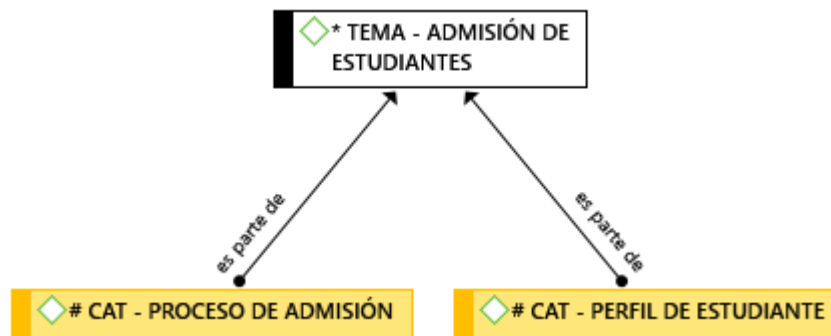 * TEMA - ADMISIÓN DE
ESTUDIANTES
es parte de
es parte de
# CAT - PROCESO DE ADMISIÓN
# CAT - PERFIL DE ESTUDIANTE